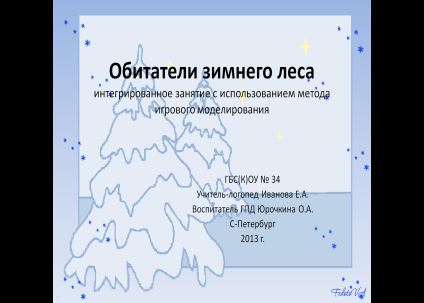 Обитатели зимнего леса
интегрированное занятие с использованием метода
игрового моделирования
ГБС(К)ОУ № 34
Учитель-логопед Иванова Е.А.
Воспитатель ГПД Юрочкина О.А.
С-Петербург
2013 г.